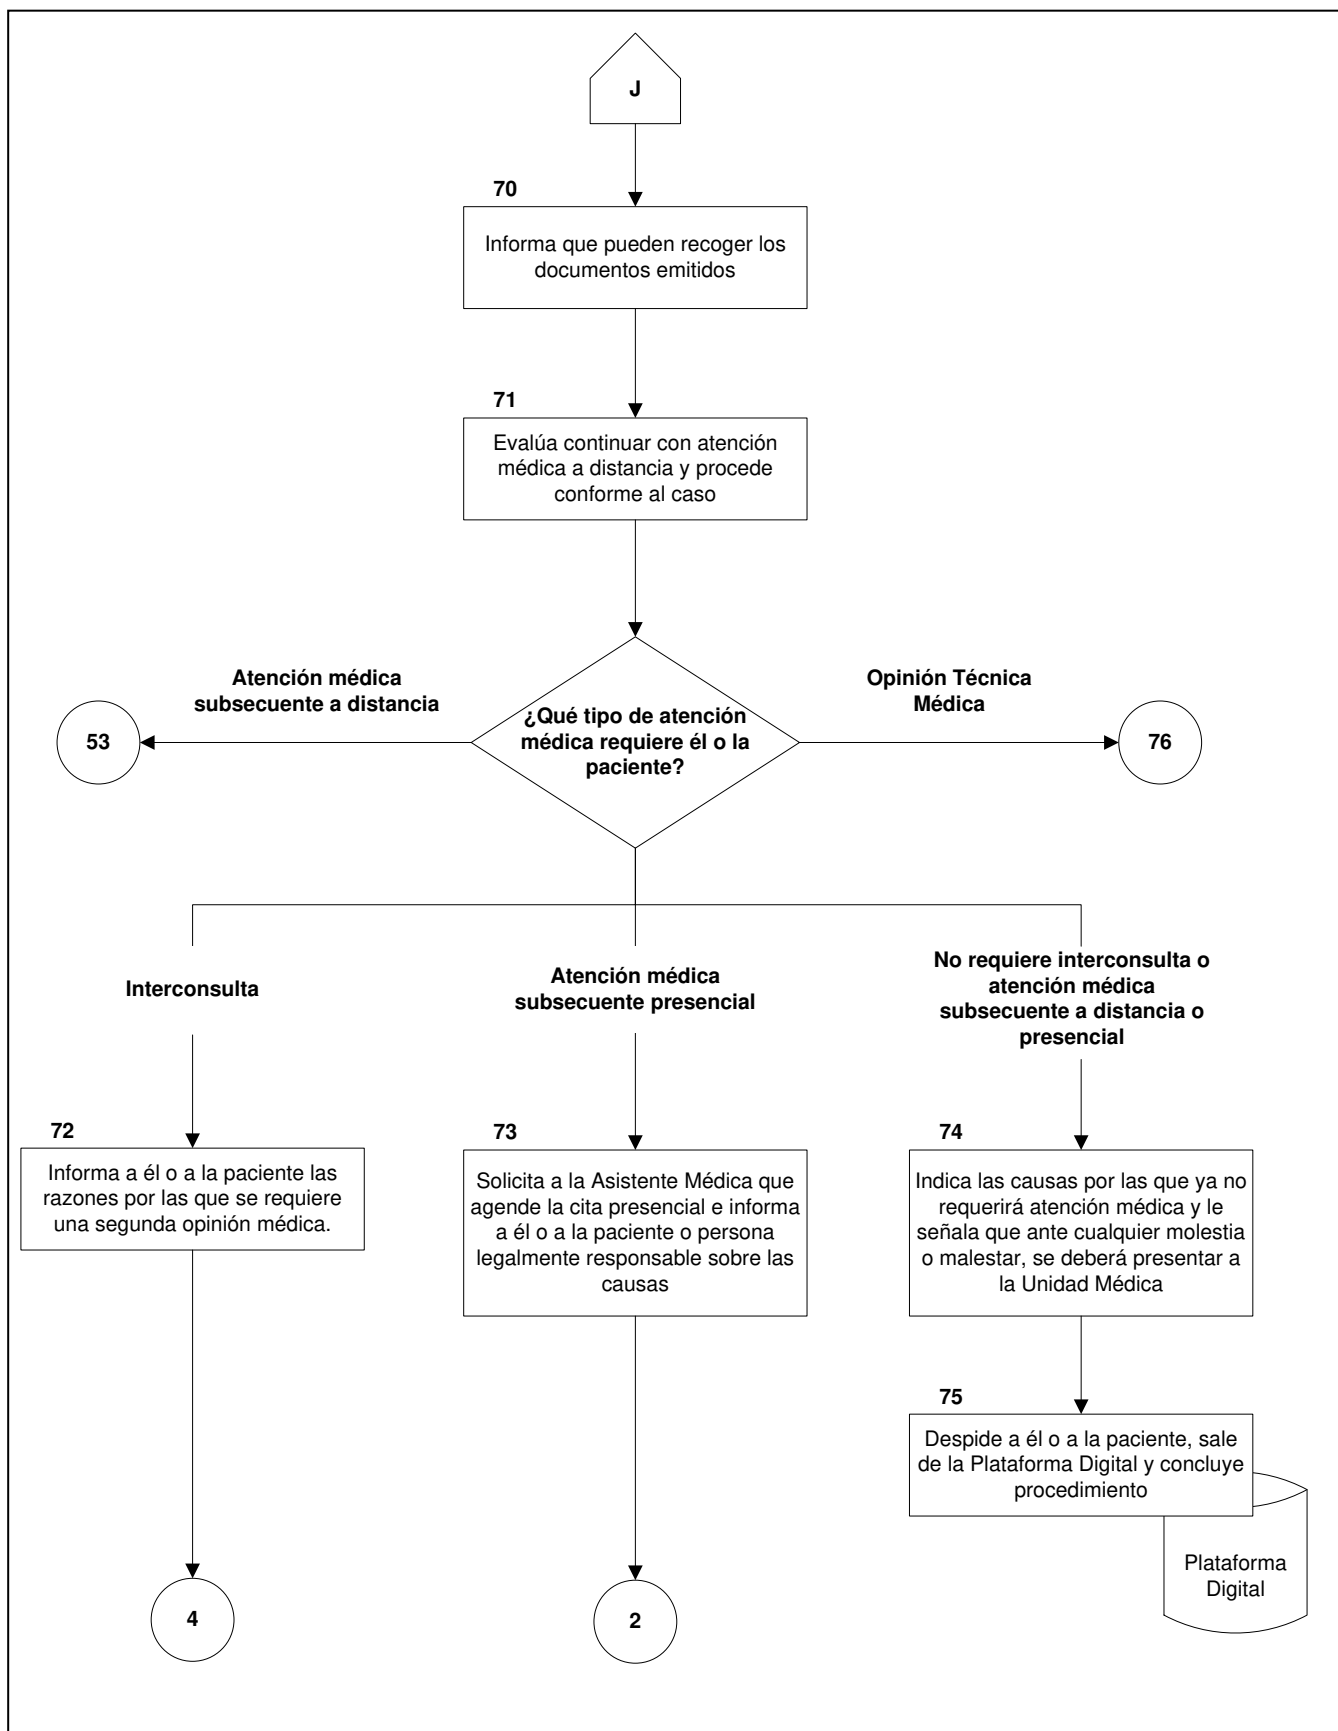 J
70
Informa que pueden recoger los
documentos emitidos
71
Evalúa continuar con atención
médica a distancia y procede
conforme al caso
Atención médica
subsecuente a distancia
Opinión Técnica
Médica
¿Qué tipo de atención
médica requiere él o la
paciente?
53
76
Interconsulta
Atención médica
subsecuente presencial
No requiere interconsulta o
atención médica
subsecuente a distancia o
presencial
72
Informa a él o a la paciente las
razones por las que se requiere
una segunda opinión médica.
73
Solicita a la Asistente Médica que
agende la cita presencial e informa
a él o a la paciente o persona
legalmente responsable sobre las
causas
74
Indica las causas por las que ya no
requerirá atención médica y le
señala que ante cualquier molestia
o malestar, se deberá presentar a
la Unidad Médica
75
Despide a él o a la paciente, sale
de la Plataforma Digital y concluye
procedimiento
Plataforma
Digital
4
2